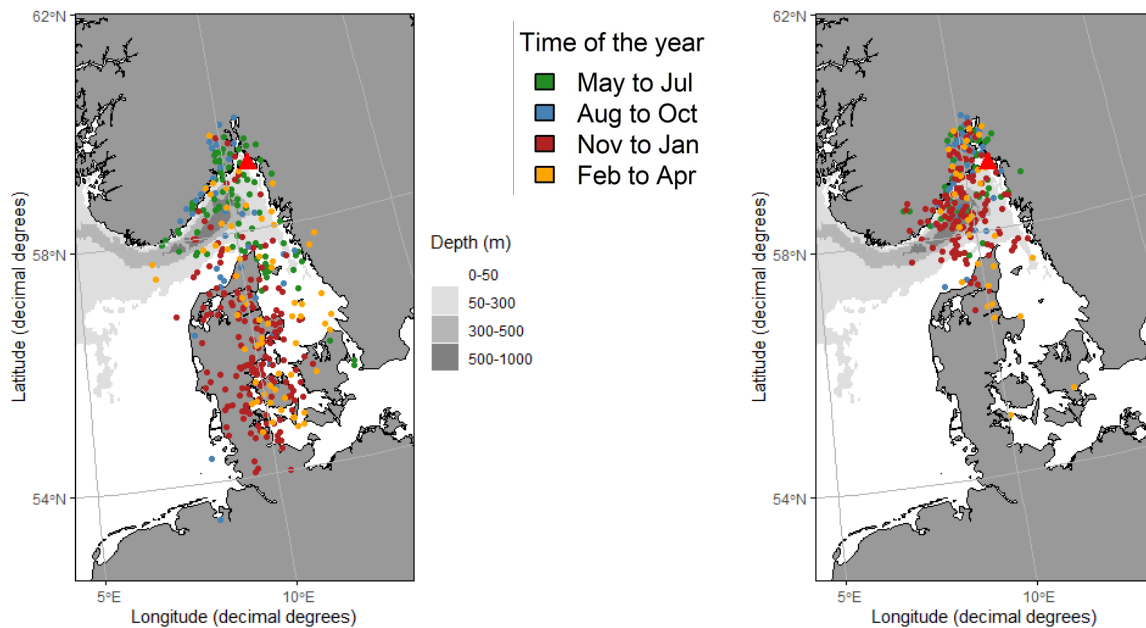 62°N
58°N
54°N
5°E
10°E
Longitude (decimal degrees)
Latitude (decimal degrees)
Time of the year
May to Jul
Aug to Oct
Nov to Jan
Feb to Apr
Depth (m)
0-50
50-300
300-500
500-1000
62°N
58°N
54°N
5°E
10°E
Longitude (decimal degrees)
Latitude (decimal degrees)